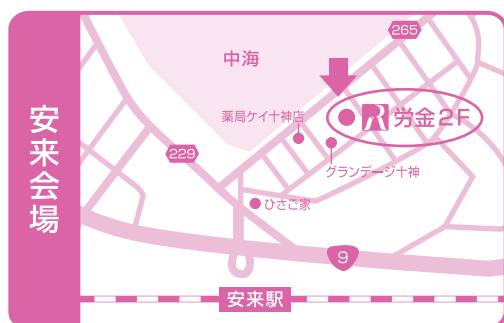 安来会場
265
中海
薬局ケイ十神店
労金2F
229
グランデージ十神
ひさご家
9
安来駅